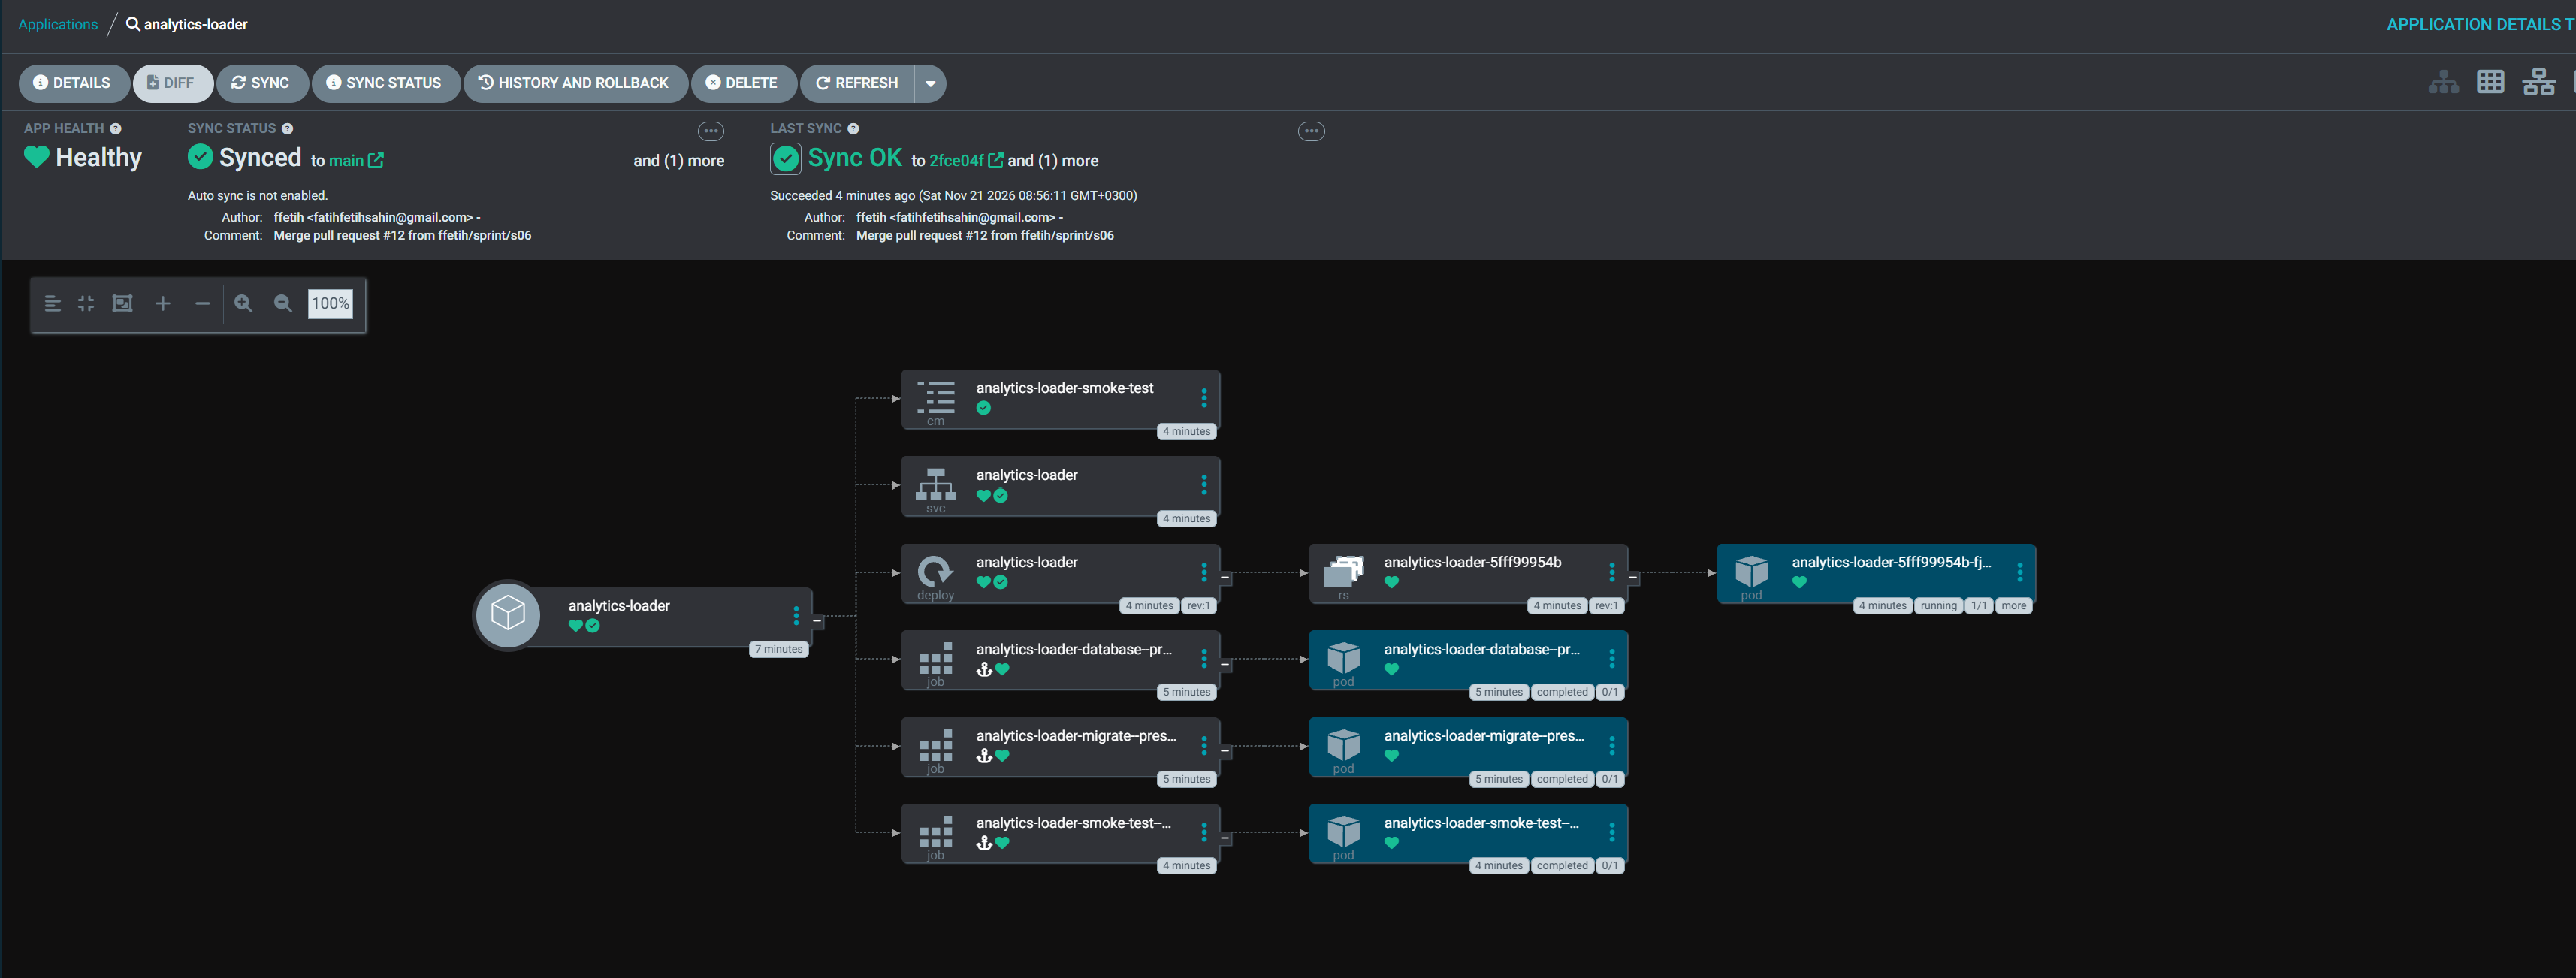 Applications / analytics-loader
APPLICATION DETAILS T
DETAILS DIFF SYNC SYNC STATUS HISTORY AND ROLLBACK DELETE REFRESH
APP HEALTH
Healthy
SYNC STATUS
Synced to main and (1) more
Auto sync is not enabled.
Author: ffetih <fatihfetihsahin@gmail.com> -
Comment: Merge pull request #12 from ffetih/sprint/s06
LAST SYNC
Sync OK to 2fce04f and (1) more
Succeeded 4 minutes ago (Sat Nov 21 2026 08:56:11 GMT+0300)
Author: ffetih <fatihfetihsahin@gmail.com> -
Comment: Merge pull request #12 from ffetih/sprint/s06
100%
analytics-loader
7 minutes
analytics-loader-smoke-test
cm
4 minutes
analytics-loader
svc
4 minutes
analytics-loader
deploy
4 minutes rev:1
analytics-loader-5fff99954b
rs
4 minutes rev:1
analytics-loader-5fff99954b-fj...
pod
4 minutes running 1/1 more
analytics-loader-database--pr...
job
5 minutes
analytics-loader-database--pr...
pod
5 minutes completed 0/1
analytics-loader-migrate--pres...
job
5 minutes
analytics-loader-migrate--pres...
pod
5 minutes completed 0/1
analytics-loader-smoke-test--...
job
4 minutes
analytics-loader-smoke-test--...
pod
4 minutes completed 0/1